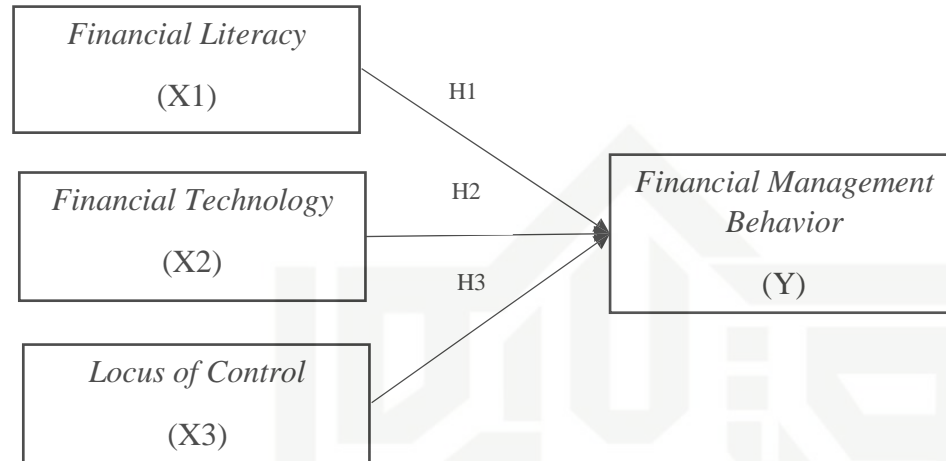 Financial Literacy
(X1)
H1
Financial Technology
(X2)
H2
Locus of Control
(X3)
H3
Financial Management
Behavior
(Y)